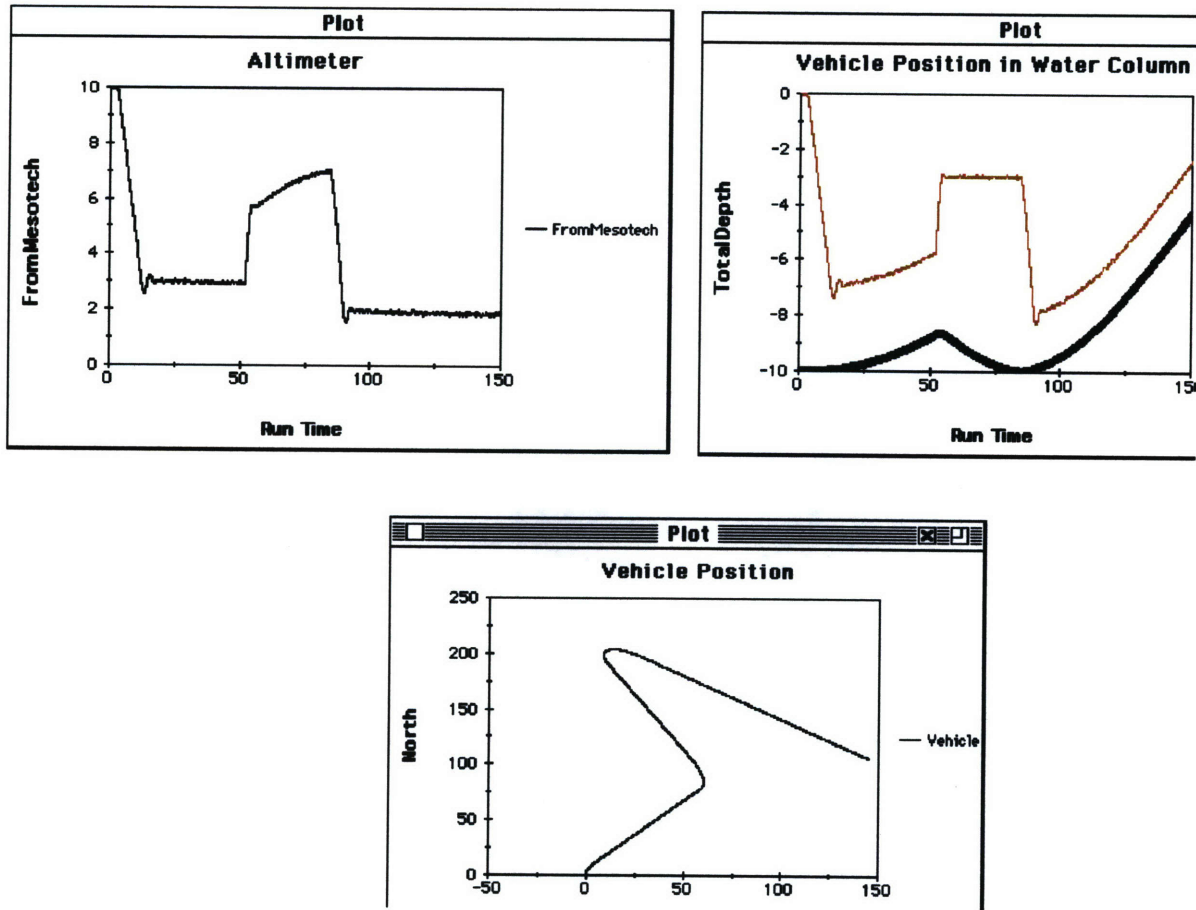 Plot
Altimeter
FromMesotech
10
8
6
4
2
0
0 50 100 150
Run Time
FromMesotech
Plot
Vehicle Position in Water Column
TotalDepth
0
-2
-4
-6
-8
-10
0 50 100 150
Run Time
Plot
Vehicle Position
North
250
200
150
100
50
0
-50 0 50 100 150
Vehicle